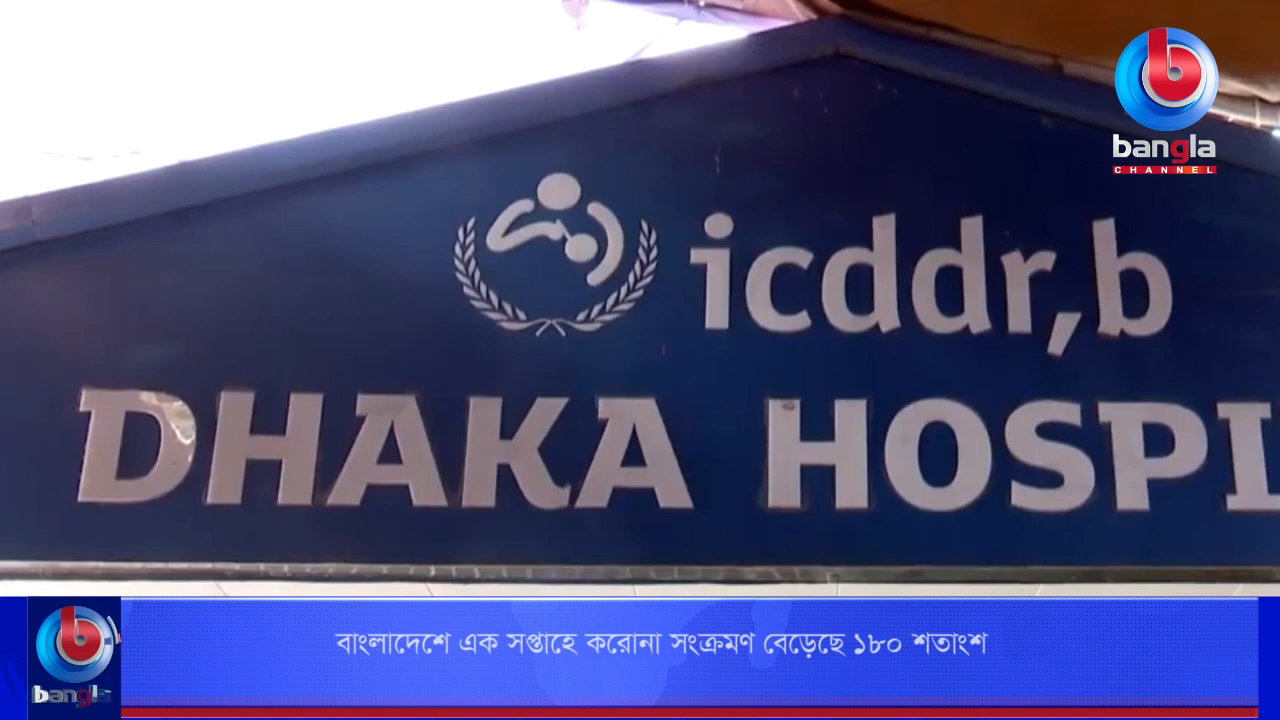 b
bangla
CHANNEL
icddr,b
DHAKA HOSPI
b
bangla
বাংলাদেশে এক সপ্তাহে করোনা সংক্রমণ বেড়েছে ১৮০ শতাংশ